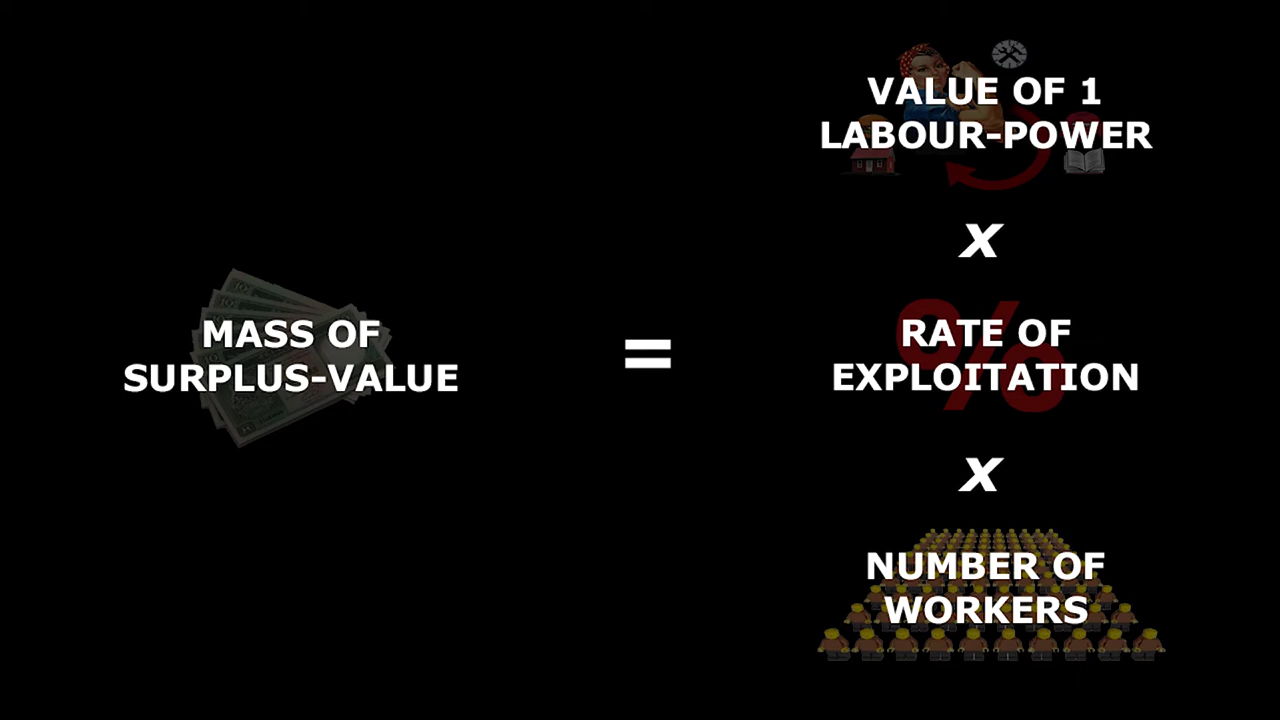 MASS OF
SURPLUS-VALUE
=
VALUE OF 1
LABOUR-POWER
x
RATE OF
EXPLOITATION
x
NUMBER OF
WORKERS